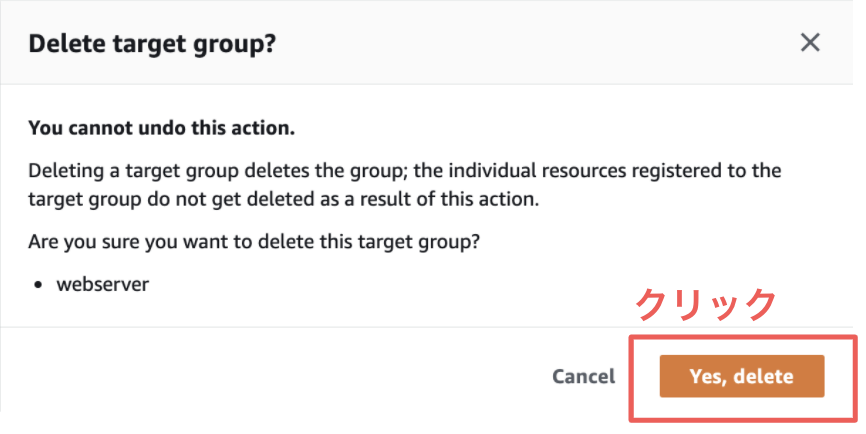 Delete target group?
You cannot undo this action.
Deleting a target group deletes the group; the individual resources registered to the
target group do not get deleted as a result of this action.
Are you sure you want to delete this target group?
• webserver
クリック
Cancel
Yes, delete